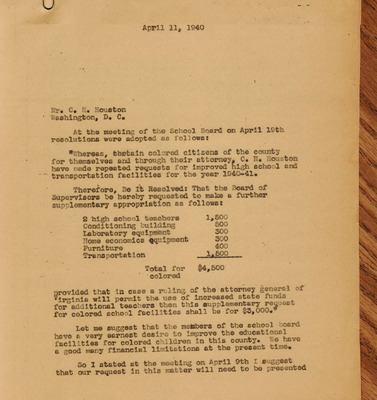 April 11, 1940
Mr. C. H. Houston
Washington, D. C.
At the meeting of the School Board on April 19th
resolutions were adopted as follows:
"Whereas, thetain colored citizens of the county
for themselves and through their attorney, C. H. Houston
have made repeated requests for improved high school and
transportation facilities for the year 1940-41.
Therefore, Be It Resolved: That the Board of
Supervisors be hereby requested to make a further
supplementary appropriation as follows:
2 high school teachers 1,800
Conditioning building 500
Laboratory equipment 300
Home economics equipment 300
Furniture 400
Transportation 1,500
Total for $4,500
colored
provided that in case a ruling of the attorney general of
Virginia will permit the use of increased state funds
for additional teachers then this supplementary request
for colored school facilities shall be for $3,000."
Let me suggest that the members of the school board
have a very earnest desire to improve the educational
facilities for colored children in this county. We have
a good many financial limitations at the present time.
So I stated at the meeting on April 9th I suggest
that our request in this matter will need to be presented